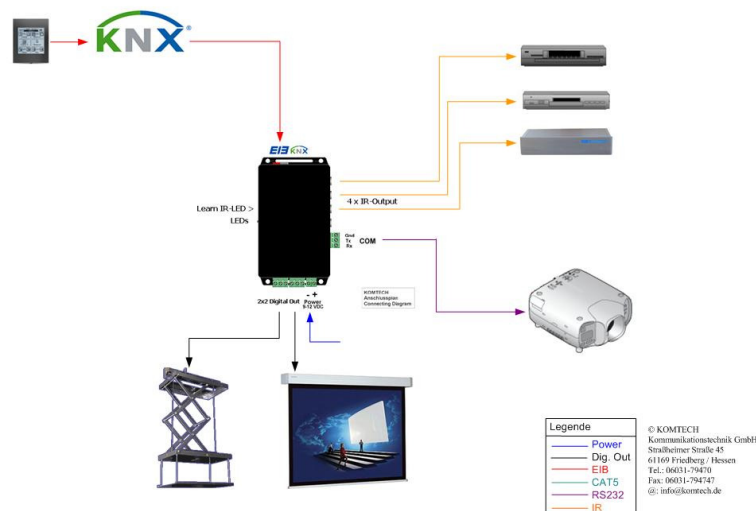 KNX®
EIB KNX
Learn IR-LED >
LEDs
4 x IR-Output
Gnd
Tx
Rx
COM
2x2 Digital Out
- +
Power
9-12 VDC
KOMTECH
Anschlussplan
Connecting Diagram
Legende
Power
Dig. Out
EIB
CAT5
RS232
IR
© KOMTECH
Kommunikationstechnik GmbH
Straßheimer Straße 45
61169 Friedberg / Hessen
Tel.: 06031-79470
Fax: 06031-794747
@: info@komtech.de